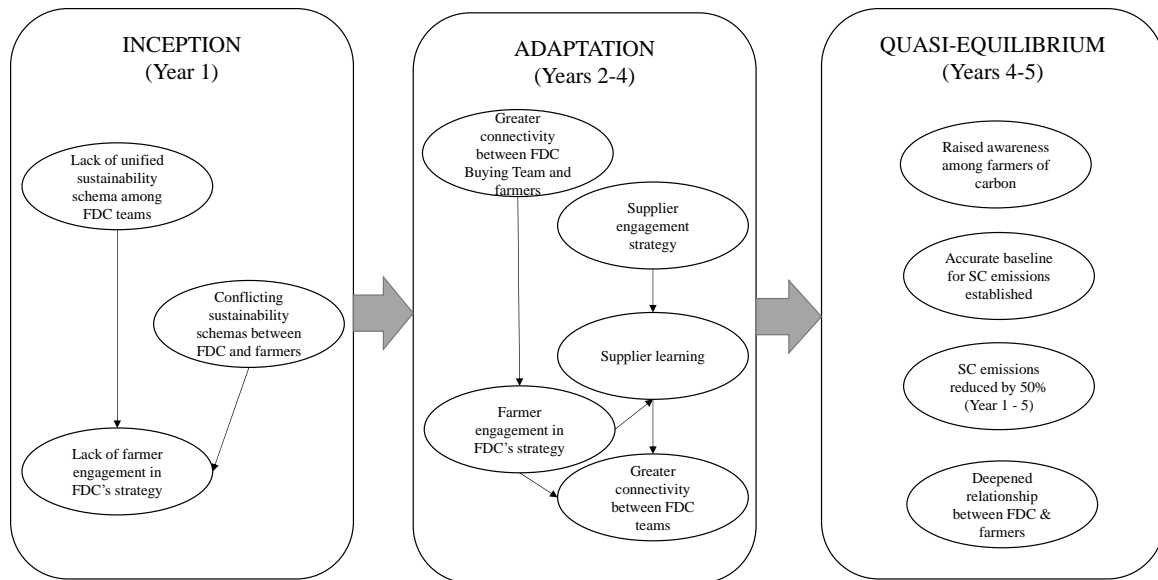 INCEPTION
(Year 1)
Lack of unified
sustainability
schema among
FDC teams
Conflicting
sustainability
schemas between
FDC and farmers
Lack of farmer
engagement in
FDC's strategy
ADAPTATION
(Years 2-4)
Greater
connectivity
between FDC
Buying Team and
farmers
Supplier
engagement
strategy
Supplier learning
Farmer
engagement in
FDC's strategy
Greater
connectivity
between FDC
teams
QUASI-EQUILIBRIUM
(Years 4-5)
Raised awareness
among farmers of
carbon
Accurate baseline
for SC emissions
established
SC emissions
reduced by 50%
(Year 1 - 5)
Deepened
relationship
between FDC &
farmers